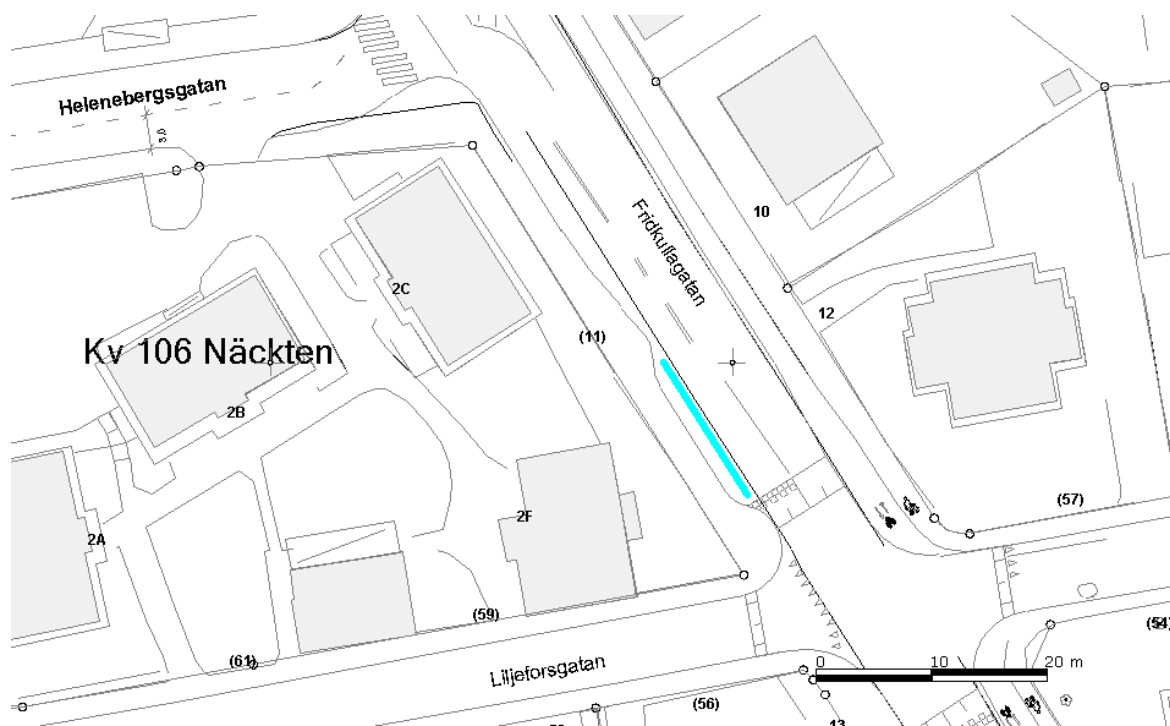 Helenebergsgatan
3,0
10
Fridkullagatan
2C
12
(11)
Kv 106 Näckten
2B
(57)
2F
2A
(59)
(54)
(61)
Liljeforsgatan
0 10 20 m
(56)
13